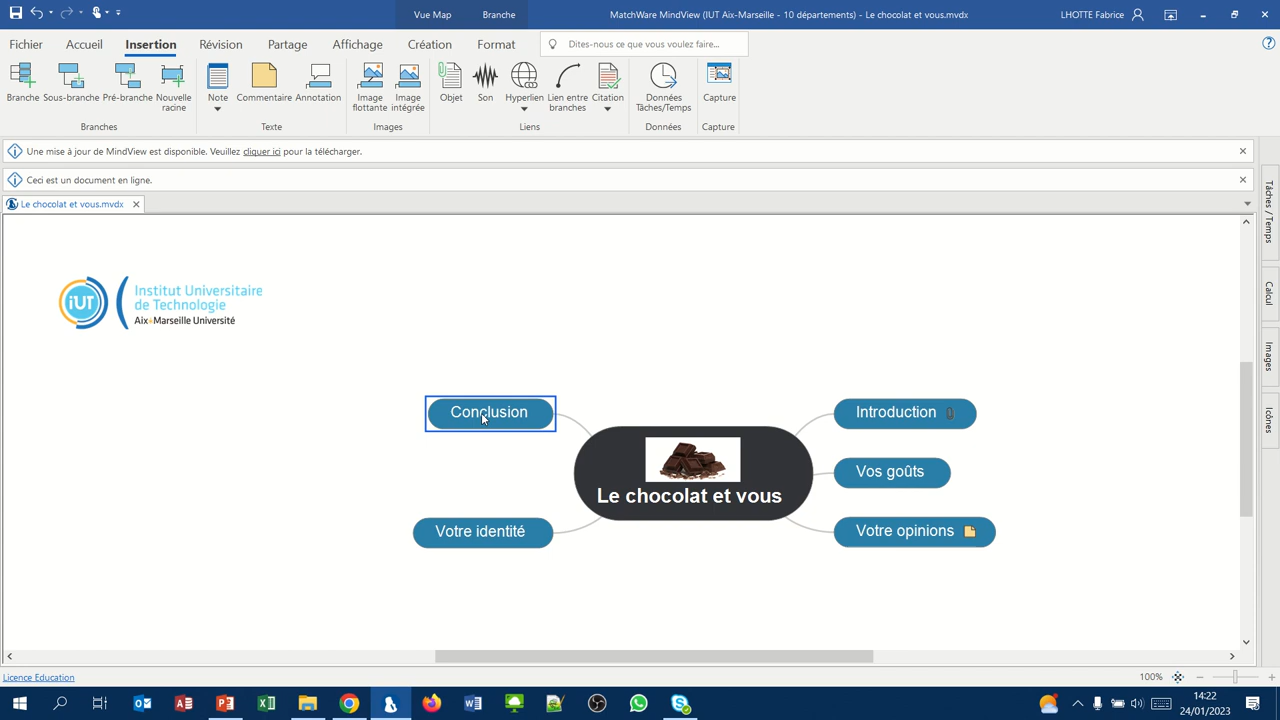 Vue Map
Branche
MatchWare MindView (IUT Aix-Marseille - 10 départements) - Le chocolat et vous.mvdx
LHOTTE Fabrice
Fichier
Accueil
Insertion
Révision
Partage
Affichage
Création
Format
Dites-nous ce que vous voulez faire...
Branche
Sous-branche
Pré-branche
Nouvelle
racine
Note
Commentaire
Annotation
Image
flottante
Image
intégrée
Objet
Son
Hyperlien
Lien entre
branches
Citation
Données
Tâches/Temps
Capture
Branches
Texte
Images
Liens
Données
Capture
Une mise à jour de MindView est disponible. Veuillez cliquer ici pour la télécharger.
Ceci est un document en ligne.
Le chocolat et vous.mvdx
Tâches / Temps
Calcul
Images
Icônes
iUT
Institut Universitaire
de Technologie
Aix*Marseille Université
Conclusion
Votre identité
Le chocolat et vous
Introduction
Vos goûts
Votre opinions
Licence Education
100%
14:22
24/01/2023